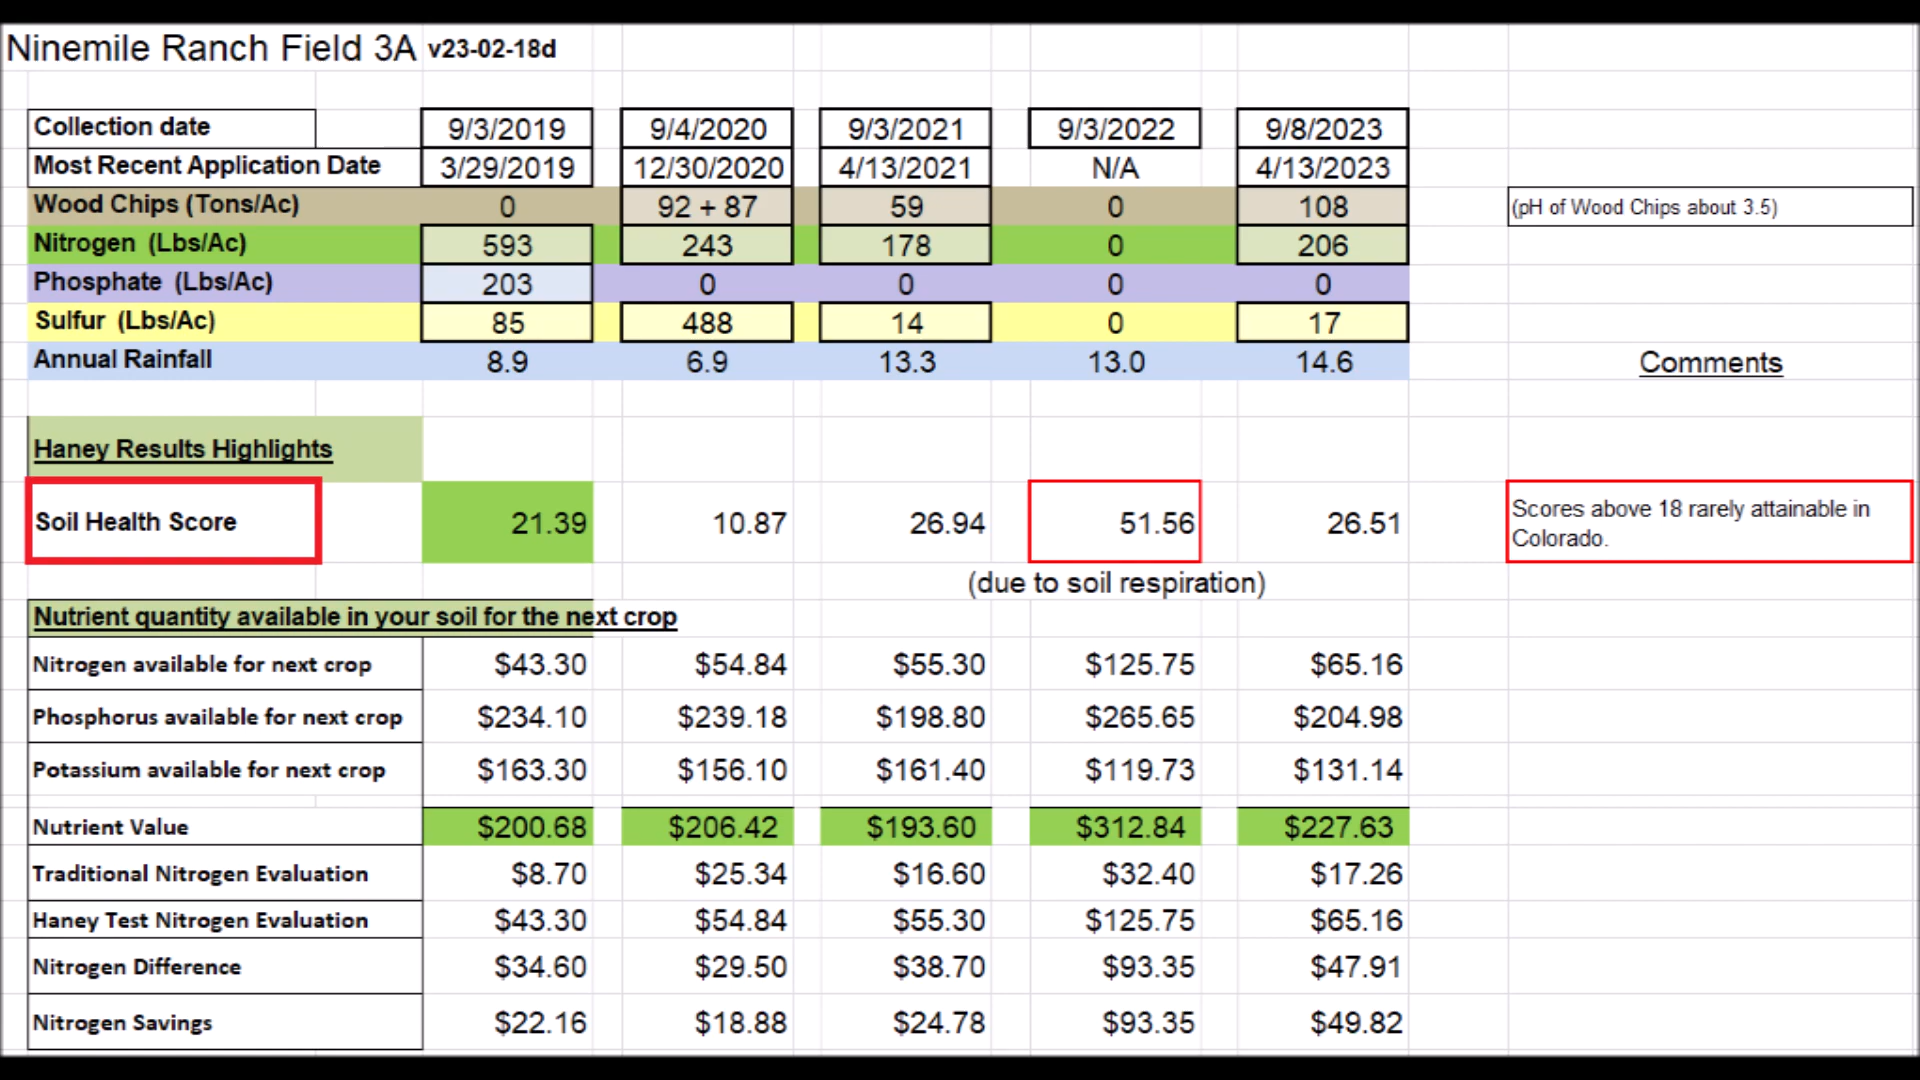 Ninemile Ranch Field 3A v23-02-18d
Collection date 9/3/2019 9/4/2020 9/3/2021 9/3/2022 9/8/2023
Most Recent Application Date 3/29/2019 12/30/2020 4/13/2021 N/A 4/13/2023
Wood Chips (Tons/Ac) 0 92 + 87 59 0 108 (pH of Wood Chips about 3.5)
Nitrogen (Lbs/Ac) 593 243 178 0 206
Phosphate (Lbs/Ac) 203 0 0 0 0
Sulfur (Lbs/Ac) 85 488 14 0 17
Annual Rainfall 8.9 6.9 13.3 13.0 14.6 Comments
Haney Results Highlights
Soil Health Score 21.39 10.87 26.94 51.56 26.51 Scores above 18 rarely attainable in
Colorado.
(due to soil respiration)
Nutrient quantity available in your soil for the next crop
Nitrogen available for next crop $43.30 $54.84 $55.30 $125.75 $65.16
Phosphorus available for next crop $234.10 $239.18 $198.80 $265.65 $204.98
Potassium available for next crop $163.30 $156.10 $161.40 $119.73 $131.14
Nutrient Value $200.68 $206.42 $193.60 $312.84 $227.63
Traditional Nitrogen Evaluation $8.70 $25.34 $16.60 $32.40 $17.26
Haney Test Nitrogen Evaluation $43.30 $54.84 $55.30 $125.75 $65.16
Nitrogen Difference $34.60 $29.50 $38.70 $93.35 $47.91
Nitrogen Savings $22.16 $18.88 $24.78 $93.35 $49.82